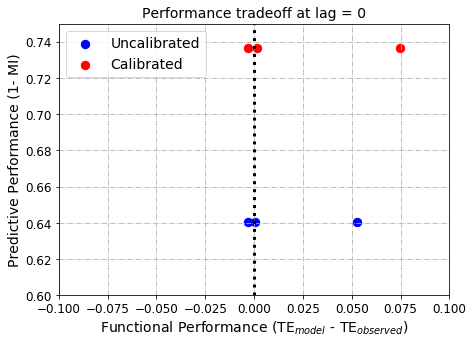 Performance tradeoff at lag = 0
Uncalibrated
Calibrated
Predictive Performance (1- MI)
0.74
0.72
0.70
0.68
0.66
0.64
0.62
0.60
−0.100 −0.075 −0.050 −0.025 0.000 0.025 0.050 0.075 0.100
Functional Performance (TE_model - TE_observed)